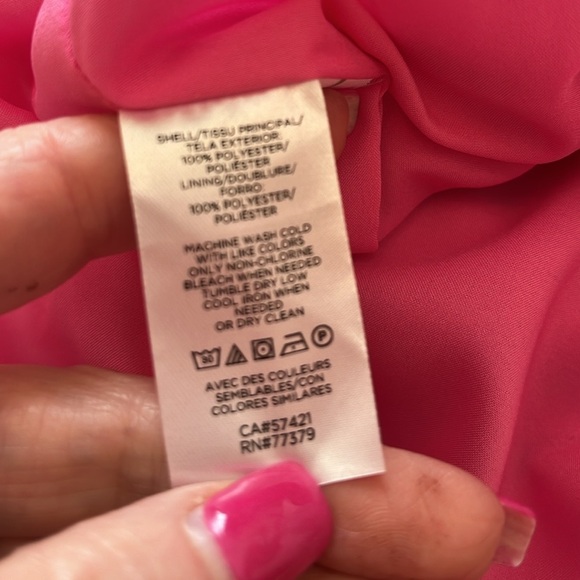 SHELL/TISSU PRINCIPAL/
TELA EXTERIOR:
100% POLYESTER/
POLIÉSTER
LINING/DOUBLURE/
FORRO:
100% POLYESTER/
POLIÉSTER
MACHINE WASH COLD
WITH LIKE COLORS
ONLY NON-CHLORINE
BLEACH WHEN NEEDED
TUMBLE DRY LOW
COOL IRON WHEN
NEEDED
OR DRY CLEAN
P
AVEC DES COULEURS
SEMBLABLES/CON
COLORES SIMILARES
CA#57421
RN#77379